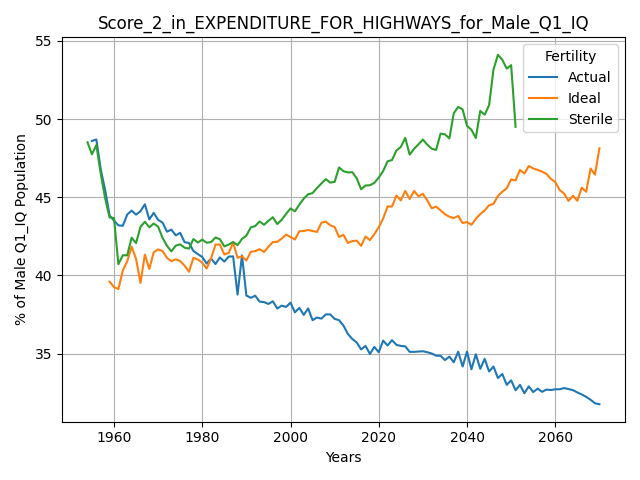 Score_2_in_EXPENDITURE_FOR_HIGHWAYS_for_Male_Q1_IQ
55
50
45
40
35
% of Male Q1_IQ Population
Fertility
Actual
Ideal
Sterile
1960 1980 2000 2020 2040 2060
Years